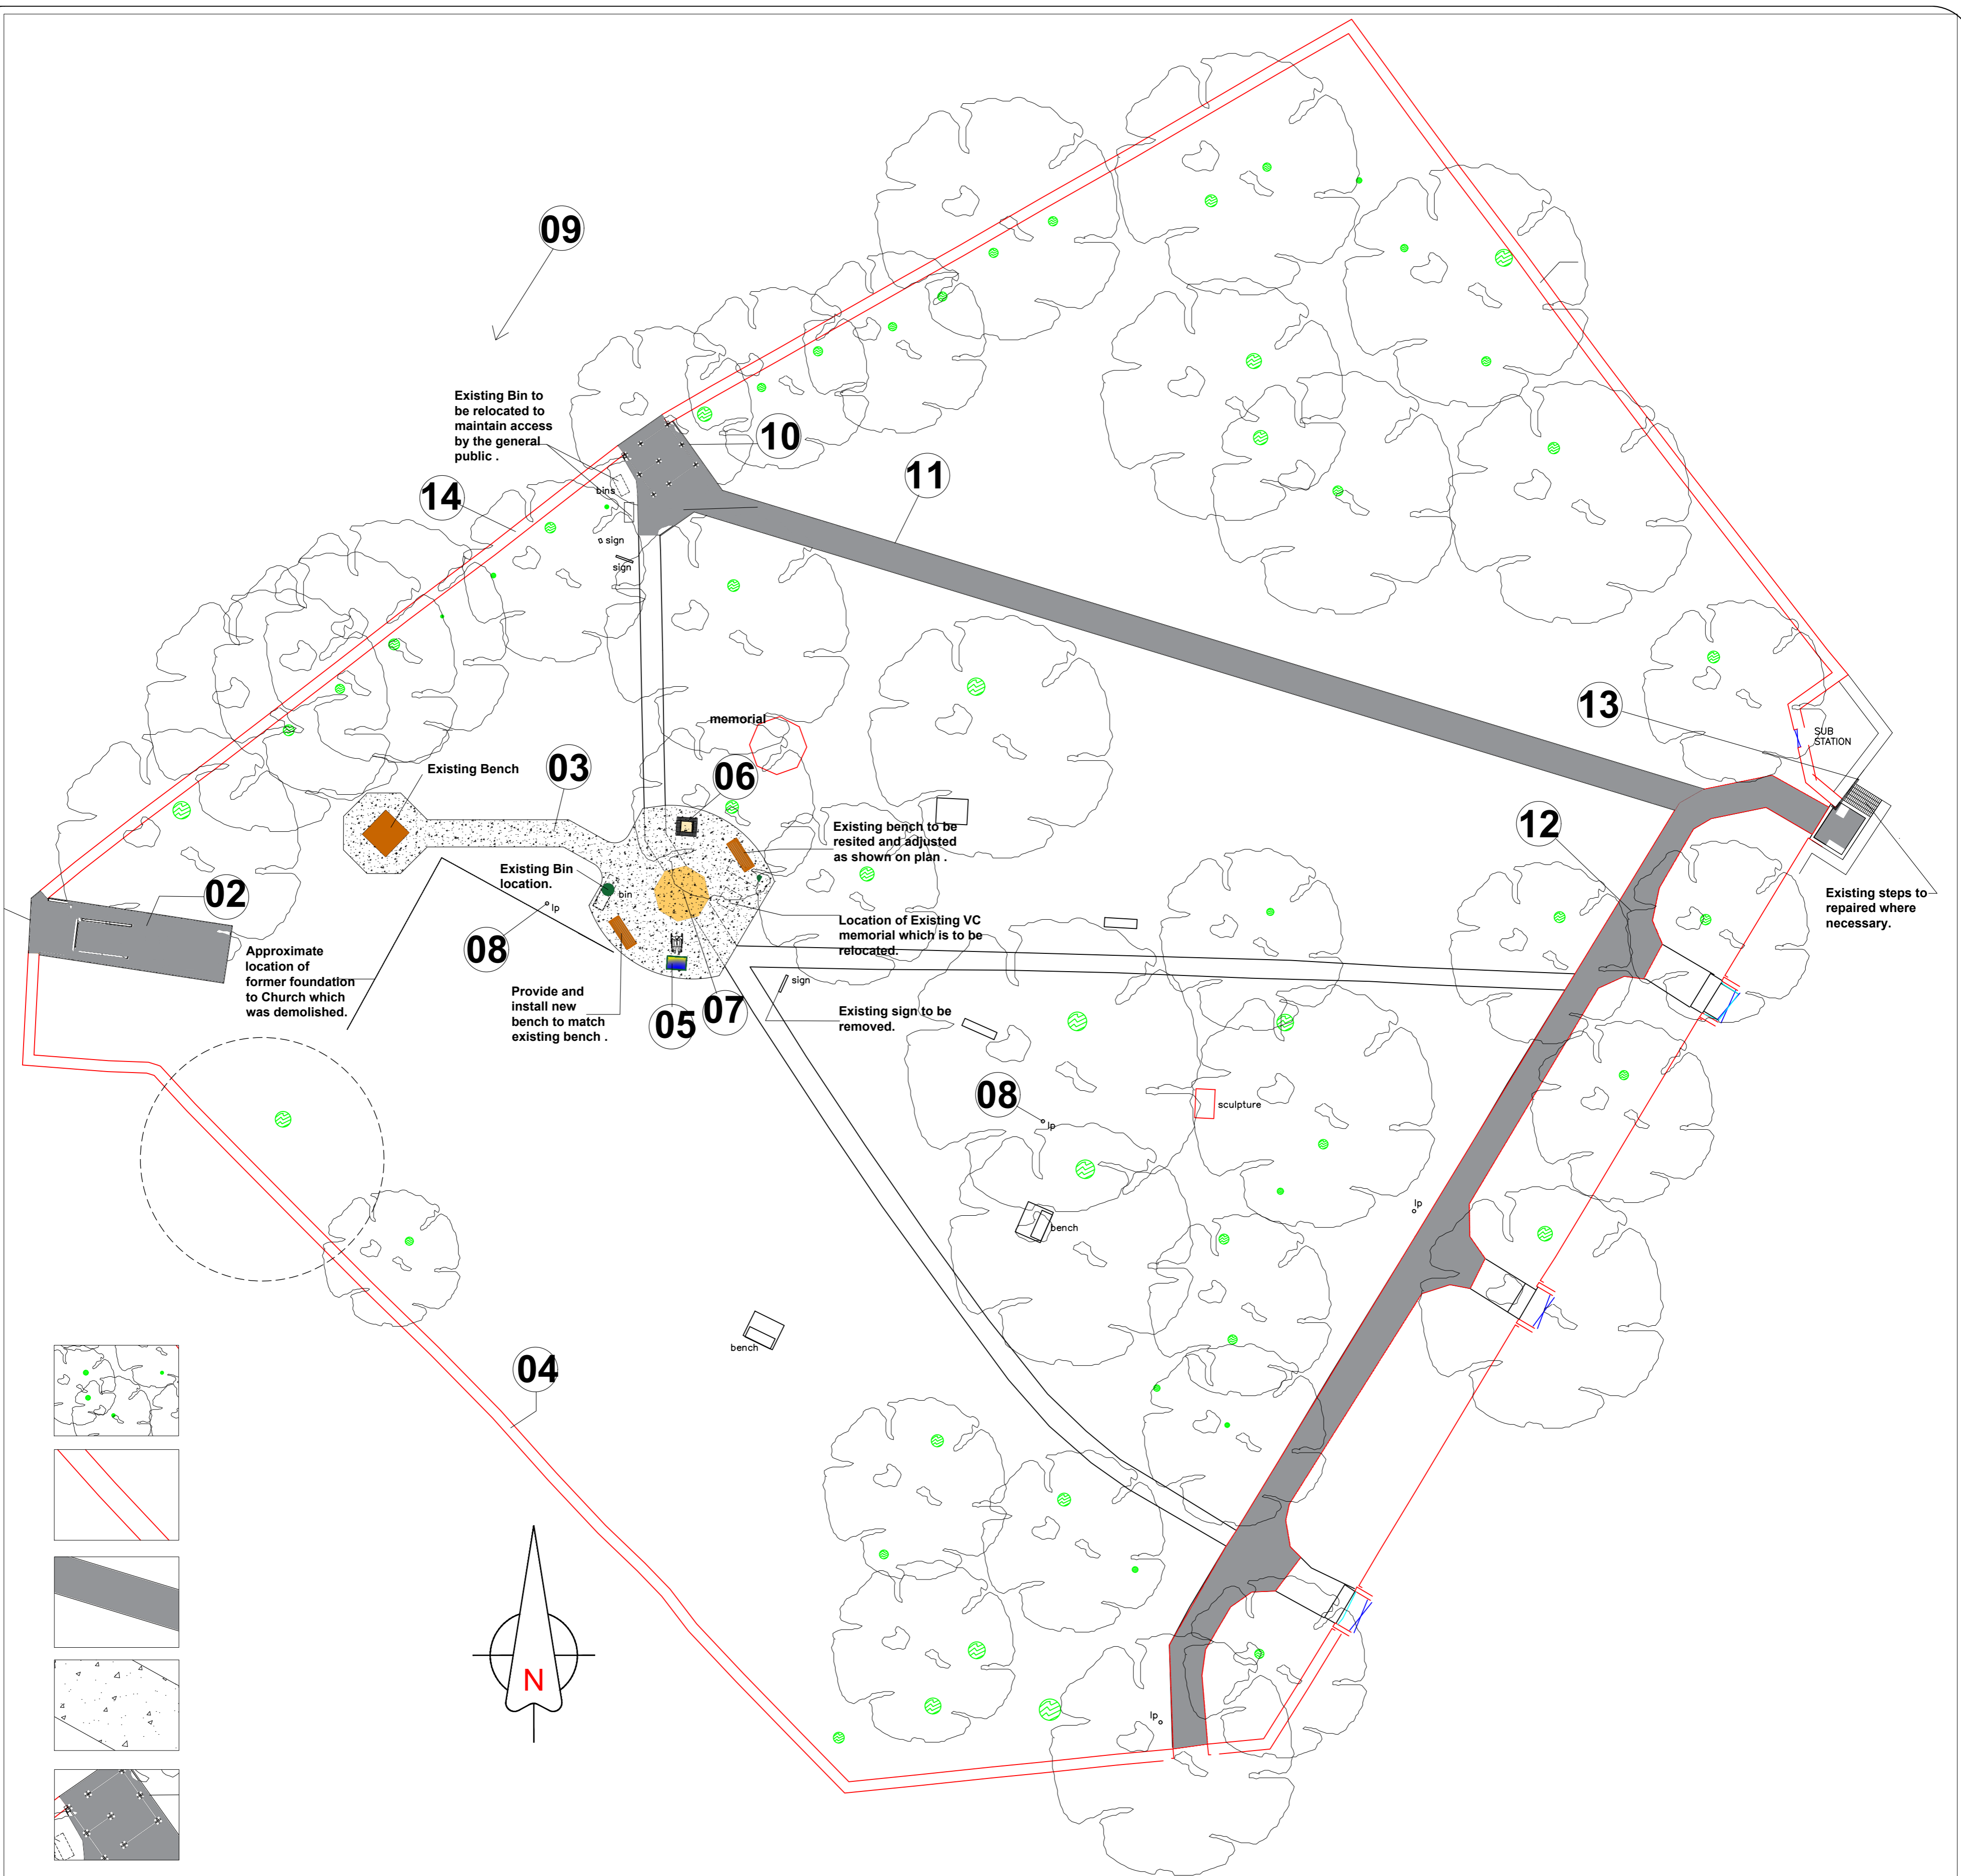 09
Existing Bin to
be relocated to
maintain access
by the general
public .
10
11
14
bins
sign
sign
13
SUB
STATION
memorial
03
Existing Bench
06
12
Existing bench to be
resited and adjusted
as shown on plan .
Existing Bin
location.
bin
02
lp
Existing steps to
repaired where
necessary.
Location of Existing VC
memorial which is to be
relocated.
08
Approximate
location of
former foundation
to Church which
was demolished.
sign
Provide and
install new
bench to match
existing bench .
05
07
Existing sign to be
removed.
08
lp
sculpture
lp
bench
bench
04
N
lp